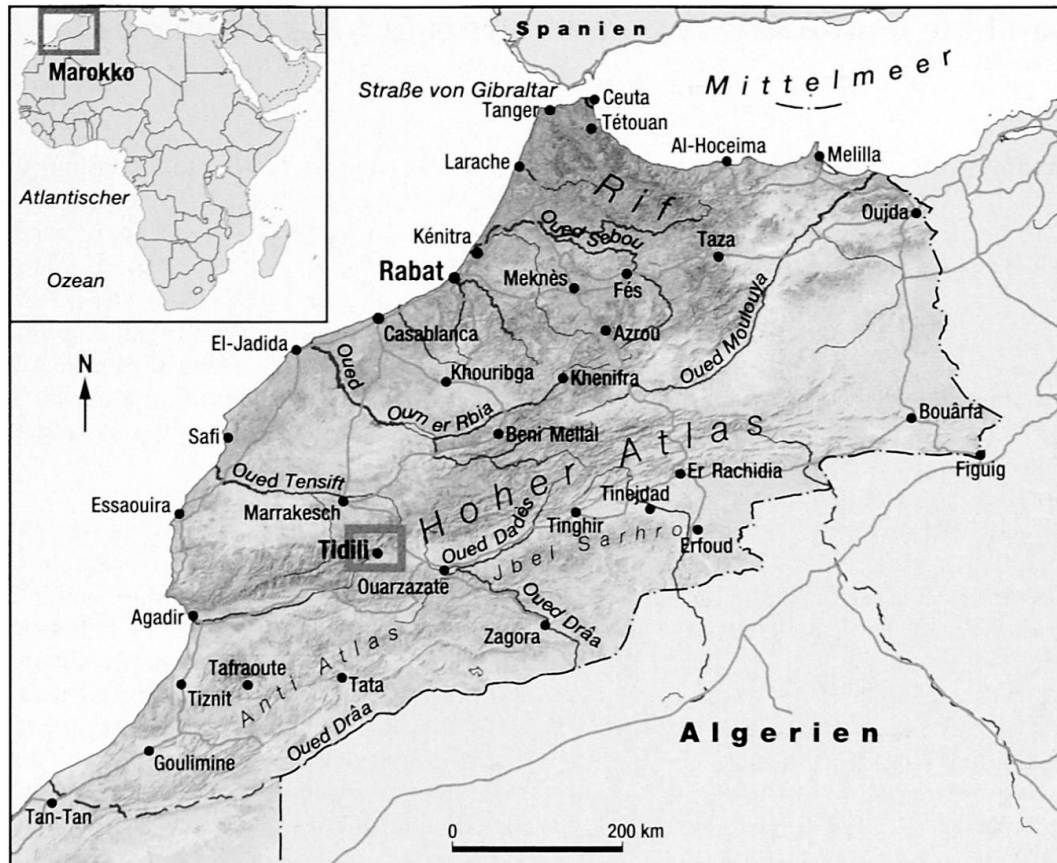 Marokko
Atlantischer
Ozean
Spanien
Mittelmeer
Straße von Gibraltar
Ceuta
Tanger
Tétouan
Al-Hoceima
Melilla
Larache
Rif
Oujda
Oued Sebou
Kénitra
Taza
Rabat
Meknès
Fés
Oued Moulouya
Casablanca
Azrou
El-Jadida
N
Oued
Khouribga
Khenifra
Oum er Rbia
Bouârfa
Safi
Beni Mellal
Hoher Atlas
Figuig
Oued Tensift
Er Rachidia
Essaouira
Marrakesch
Tinejdad
Tinghir
Erfoud
Tidili
Oued Dadès
Jbel Sarhro
Ouarzazate
Agadir
Oued Drâa
Zagora
Anti Atlas
Tafraoute
Tiznit
Tata
Oued Drâa
Algerien
Goulimine
Tan-Tan
0 200 km